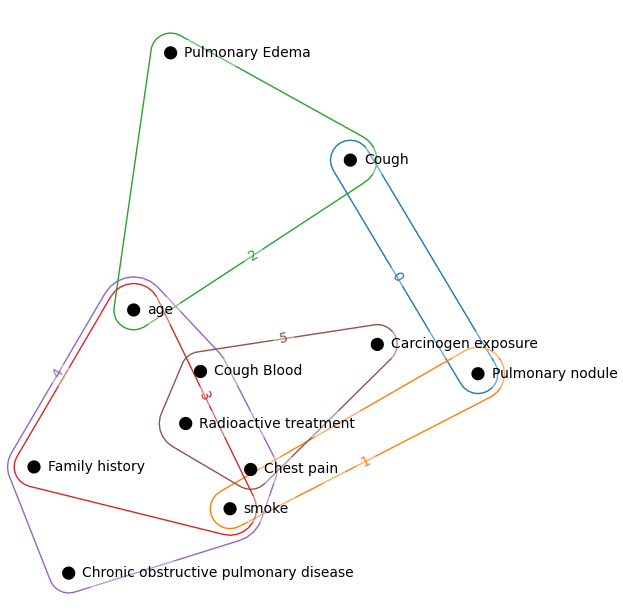 Pulmonary Edema
Cough
0
2
age
5
Carcinogen exposure
4
Cough Blood
Pulmonary nodule
3
Radioactive treatment
Family history
Chest pain
1
smoke
Chronic obstructive pulmonary disease